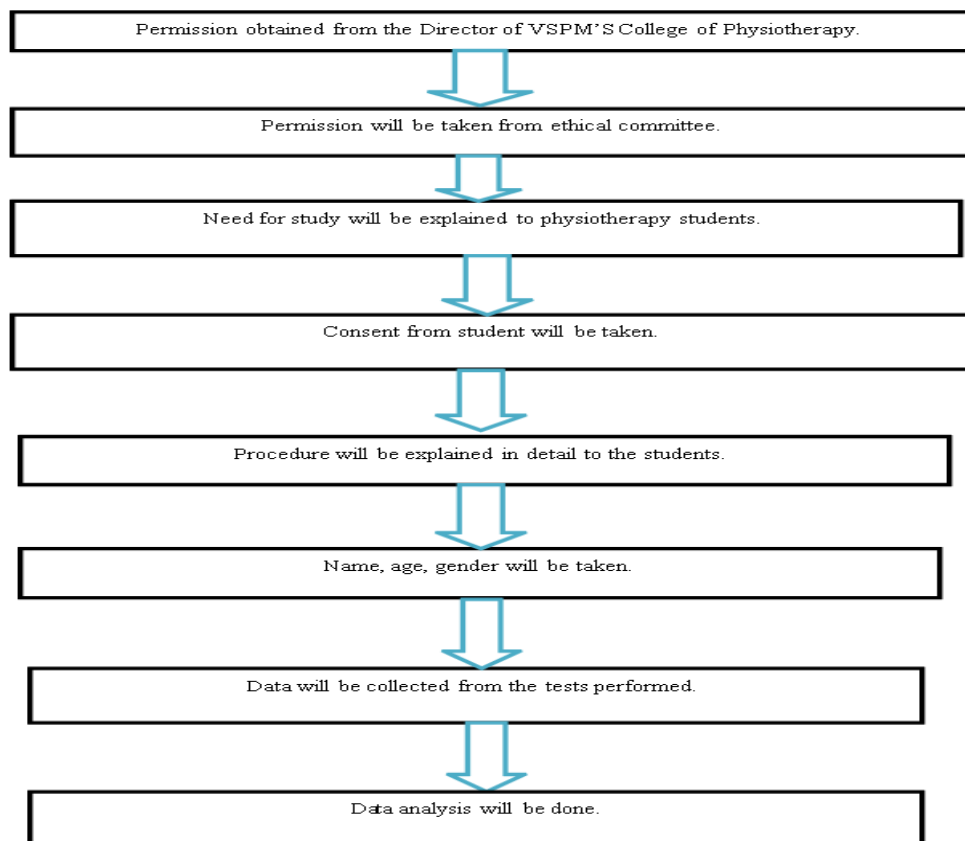 Permission obtained from the Director of VSPM'S College of Physiotherapy.
Permission will be taken from ethical committee.
Need for study will be explained to physiotherapy students.
Consent from student will be taken.
Procedure will be explained in detail to the students.
Name, age, gender will be taken.
Data will be collected from the tests performed.
Data analysis will be done.